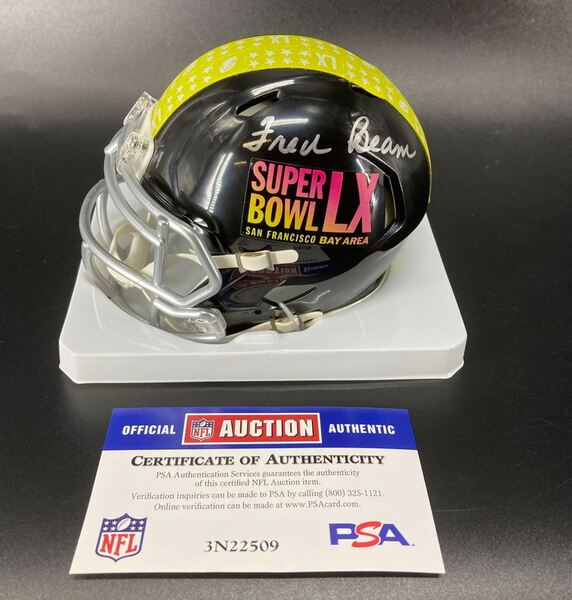 LX
Fred Beam
SUPER
BOWL LX
SAN FRANCISCO BAY AREA
OFFICIAL NFL AUCTION AUTHENTIC
CERTIFICATE OF AUTHENTICITY
PSA Authentication Services guarantees the authenticity
of this certified NFL Auction item.
Verification inquiries can be made to PSA by calling (800) 325-1121.
Online verification can be made at www.PSAcard.com.
NFL 3N22509 PSA